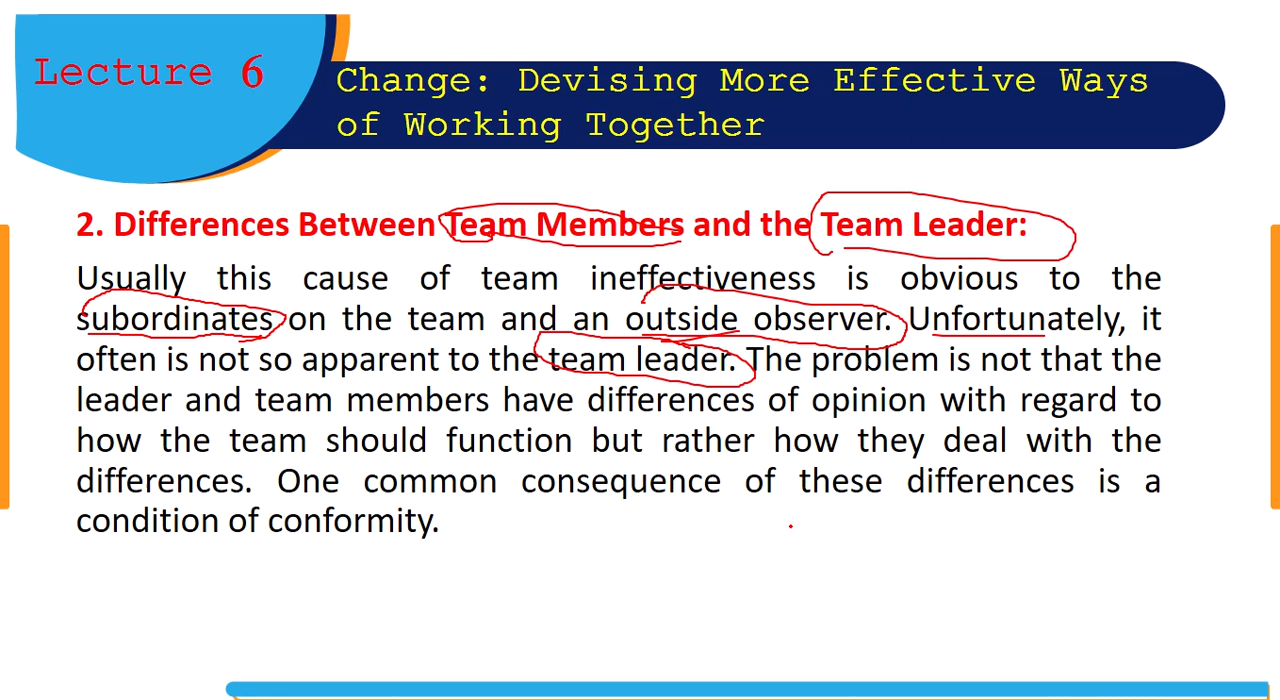 Lecture 6
Change: Devising More Effective Ways
of Working Together
2. Differences Between Team Members and the Team Leader:
Usually this cause of team ineffectiveness is obvious to the
subordinates on the team and an outside observer. Unfortunately, it
often is not so apparent to the team leader. The problem is not that the
leader and team members have differences of opinion with regard to
how the team should function but rather how they deal with the
differences. One common consequence of these differences is a
condition of conformity.